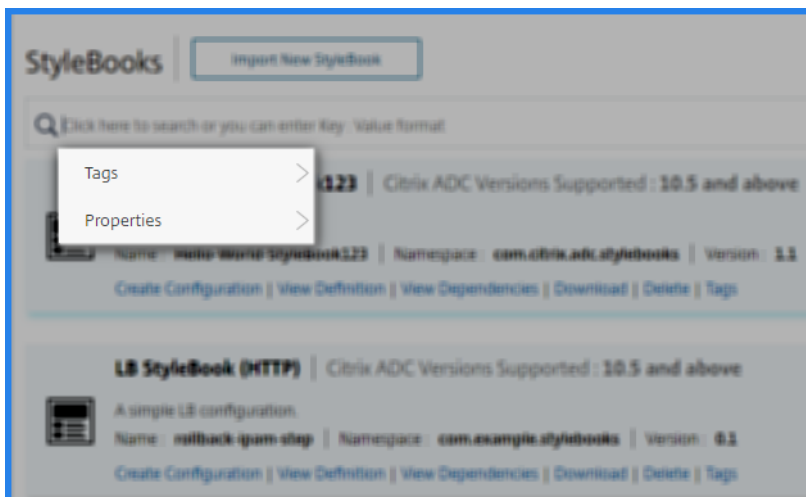 StyleBooks
Import New StyleBook
Click here to search or you can enter Key : Value format
Tags
Properties
k123 | Citrix ADC Versions Supported : 10.5 and above
Name : Hello-World-StyleBook123 | Namespace : com.citrix.adc.stylebooks | Version : 1.1
Create Configuration | View Definition | View Dependencies | Download | Delete | Tags
LB StyleBook (HTTP) | Citrix ADC Versions Supported : 10.5 and above
A simple LB configuration.
Name : rollback-ipam-step | Namespace : com.example.stylebooks | Version : 0.1
Create Configuration | View Definition | View Dependencies | Download | Delete | Tags